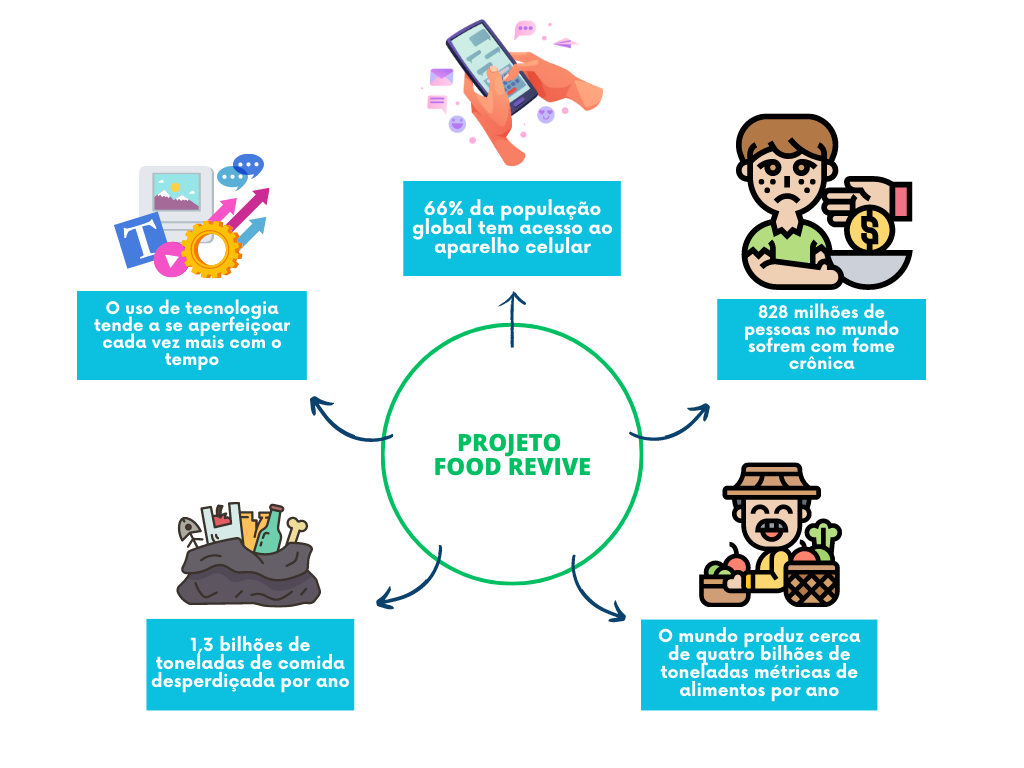 66% da população
global tem acesso ao
aparelho celular
T
$
O uso de tecnologia
tende a se aperfeiçoar
cada vez mais com o
tempo
828 milhões de
pessoas no mundo
sofrem com fome
crônica
PROJETO
FOOD REVIVE
1,3 bilhões de
toneladas de comida
desperdiçada por ano
O mundo produz cerca
de quatro bilhões de
toneladas métricas de
alimentos por ano